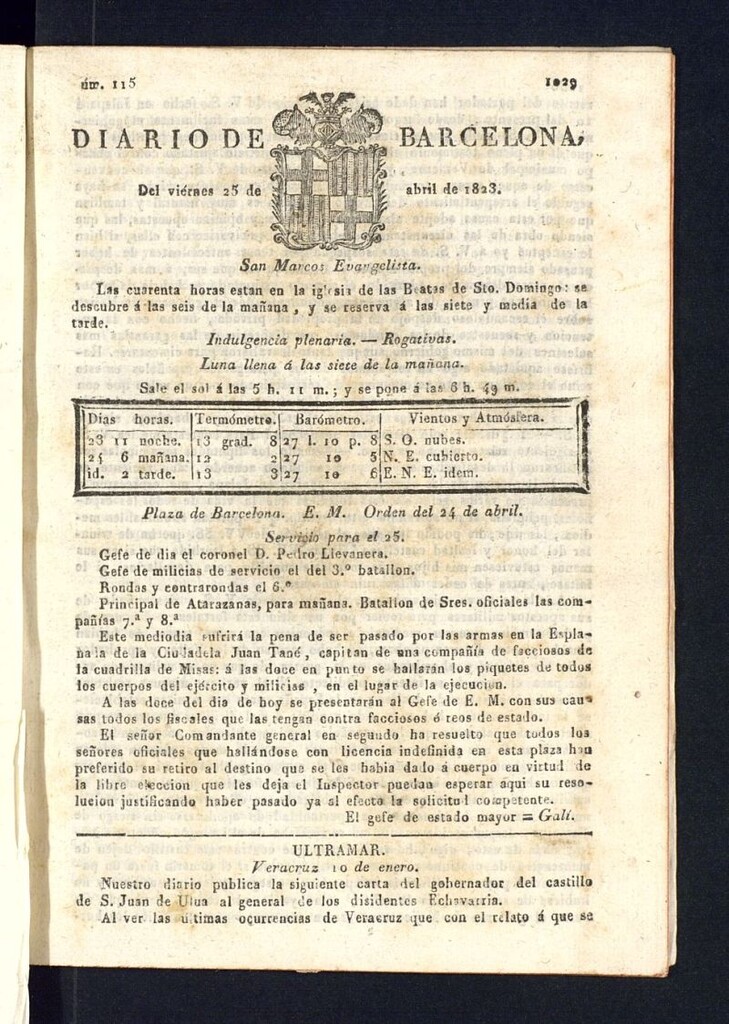 núm. 115 1029
DIARIO DE BARCELONA,
Del viérnes 25 de abril de 1823.
San Marcos Evangelista.
Las cuarenta horas estan en la iglesia de las Beatas de Sto. Domingo: se
descubre á las seis de la mañana, y se reserva á las siete y media de la
tarde.
Indulgencia plenaria. — Rogativas.
Luna llena á las siete de la mañana.
Sale el sol á las 5 h. 11 m.; y se pone á las 6 h. 49 m.
Dias horas. Termómetro. Barómetro. Vientos y Atmósfera.
23 11 noche. 13 grad. 8 27 l. 10 p. 8 S. O. nubes.
24 6 mañana. 12 2 27 10 5 N. E. cubierto.
id. 2 tarde. 13 3 27 10 6 E. N. E. idem.
Plaza de Barcelona. E. M. Orden del 24 de abril.
Servicio para el 25.
Gefe de dia el coronel D. Pedro Llevanera.
Gefe de milicias de servicio el del 3.º batallon.
Rondas y contrarondas el 6.º
Principal de Atarazanas, para mañana. Batallon de Sres. oficiales las com-
pañías 7.ª y 8.ª
Este mediodia sufrirá la pena de ser pasado por las armas en la Espla-
nada de la Ciudadela Juan Tané, capitan de una compañía de facciosos de
la cuadrilla de Misas: á las doce en punto se hallarán los piquetes de todos
los cuerpos del ejército y milicias, en el lugar de la ejecucion.
A las doce del dia de hoy se presentarán al Gefe de E. M. con sus cau-
sas todos los fiscales que las tengan contra facciosos ó reos de estado.
El señor Comandante general en segundo ha resuelto que todos los
señores oficiales que hallándose con licencia indefinida en esta plaza han
preferido su retiro al destino que se les habia dado á cuerpo en virtud de
la libre eleccion que les deja el Inspector puedan esperar aqui su reso-
lucion justificando haber pasado ya al efecto la solicitud competente.
El gefe de estado mayor = Galí.
ULTRAMAR.
Veracruz 10 de enero.
Nuestro diario publica la siguiente carta del gobernador del castillo
de S. Juan de Ulua al general de los disidentes Echavarria.
Al ver las últimas ocurrencias de Veracruz que con el relato á que se